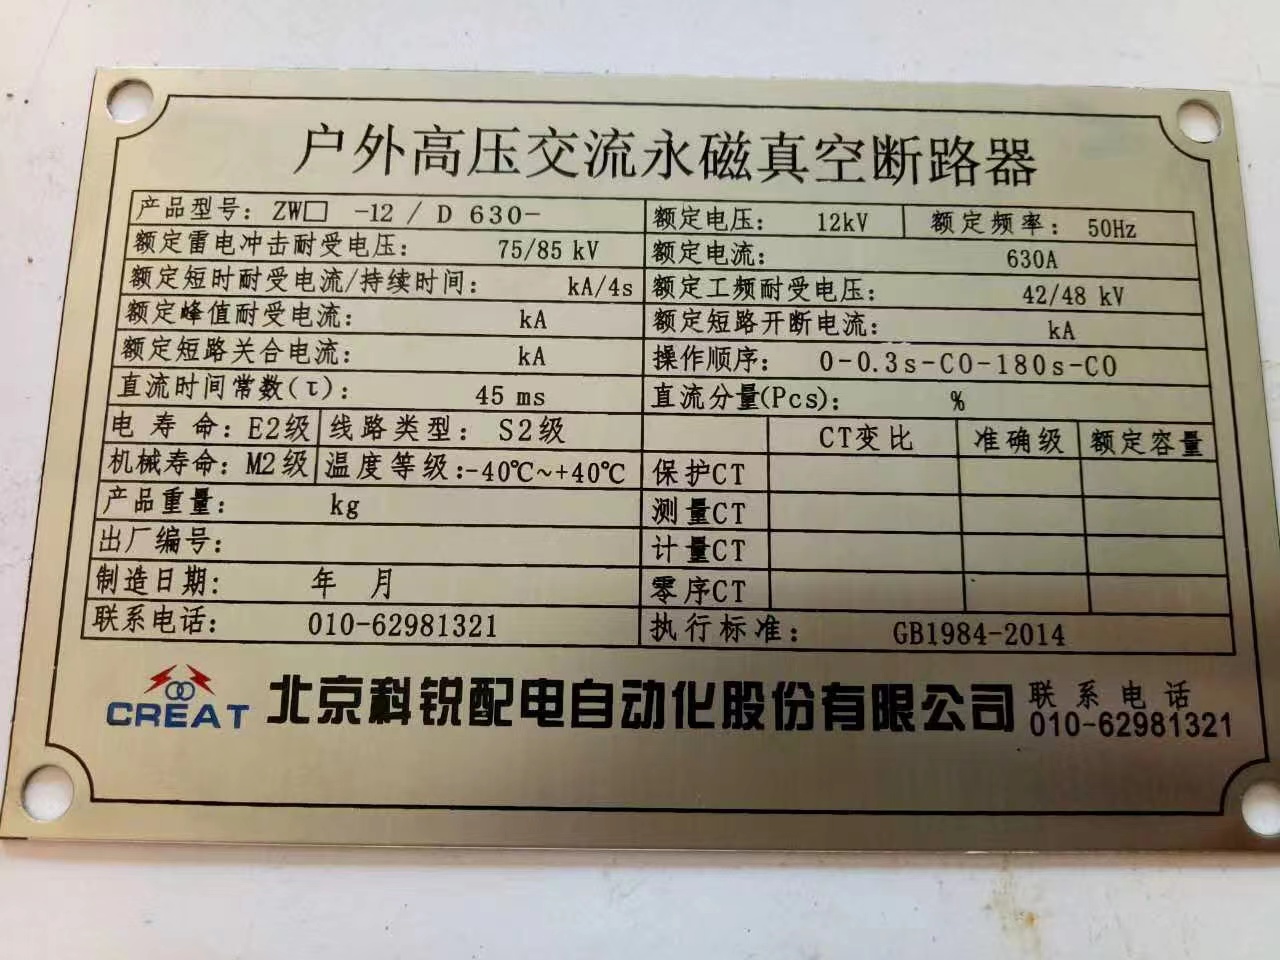 户外高压交流永磁真空断路器
产品型号: ZW□ -12 / D 630- 额定电压: 12kV 额定频率: 50Hz
额定雷电冲击耐受电压: 75/85 kV 额定电流: 630A
额定短时耐受电流/持续时间: kA/4s 额定工频耐受电压: 42/48 kV
额定峰值耐受电流: kA 额定短路开断电流: kA
额定短路关合电流: kA 操作顺序: 0-0.3s-CO-180s-CO
直流时间常数(τ): 45 ms 直流分量(Pcs): %
电寿命: E2级 线路类型: S2级 CT变比 准确级 额定容量
机械寿命: M2级 温度等级:-40℃~+40℃ 保护CT
产品重量: kg 测量CT
出厂编号: 计量CT
制造日期: 年 月 零序CT
联系电话: 010-62981321 执行标准: GB1984-2014
CREAT 北京科锐配电自动化股份有限公司 联系电话
010-62981321